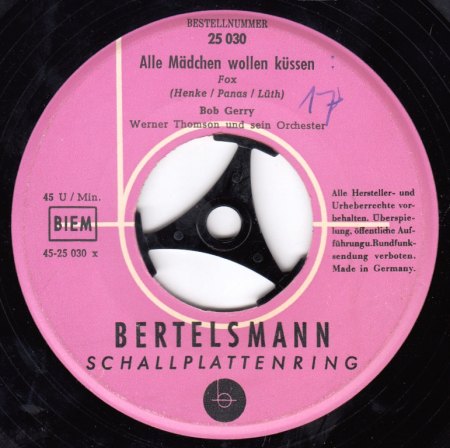 BESTELLNUMMER
25 030
Alle Mädchen wollen küssen
Fox
(Henke / Panas / Lüth)
17
Bob Gerry
Werner Thomson und sein Orchester
45 U / Min.
BIEM
45-25 030 x
Alle Hersteller- und
Urheberrechte vor-
behalten. Überspie-
lung, öffentliche Auf-
führung u. Rundfunk-
sendung verboten.
Made in Germany.
BERTELSMANN
SCHALLPLATTENRING
b